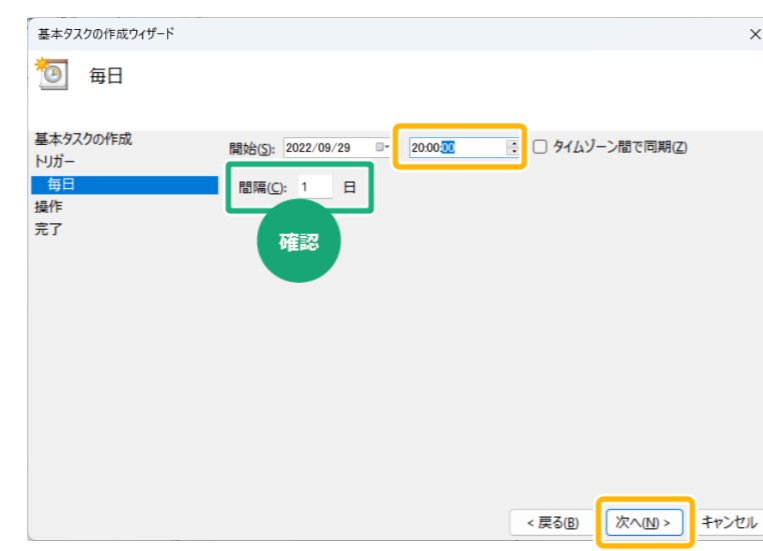 基本タスクの作成ウィザード
毎日
基本タスクの作成
トリガー
毎日
操作
完了
開始(S): 2022/09/29 20:00:00 タイムゾーン間で同期(Z)
間隔(C): 1 日
確認
< 戻る(B) 次へ(N) > キャンセル